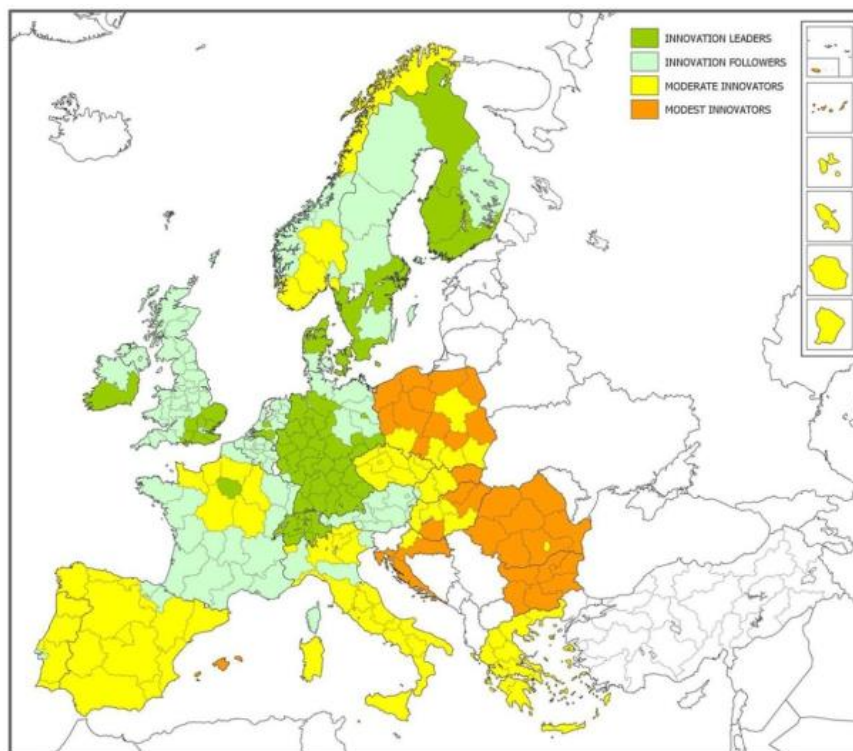 INNOVATION LEADERS
INNOVATION FOLLOWERS
MODERATE INNOVATORS
MODEST INNOVATORS